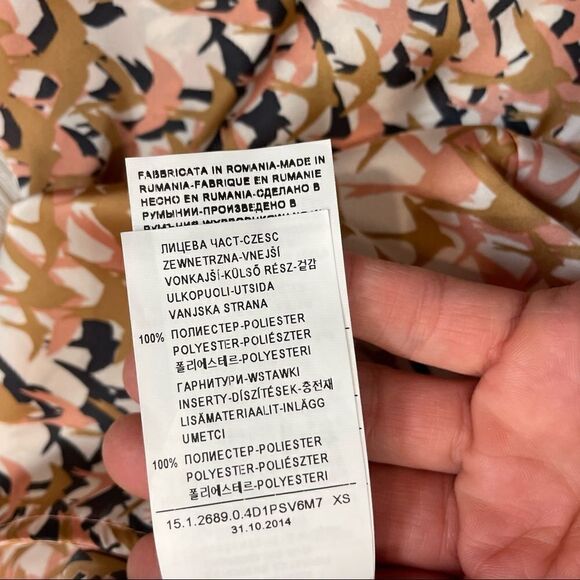 FABBRICATA IN ROMANIA-MADE IN
RUMANIA-FABRIQUE EN RUMANIE
HECHO EN RUMANIA-СДЕЛАНО В
РУМЫНИИ-ПРОИЗВЕДЕНО В
ЛИЦЕВА ЧАСТ-CZESC
ZEWNETRZNA-VNEJŠÍ
VONKAJŠÍ-KÜLSŐ RÉSZ-겉감
ULKOPUOLI-UTSIDA
VANJSKA STRANA
100% ПОЛИЕСТЕР-POLIESTER
POLYESTER-POLIÉSZTER
폴리에스테르-POLYESTERI
ГАРНИТУРИ-WSTAWKI
INSERTY-DÍSZÍTÉSEK-충전재
LISÄMATERIAALIT-INLÄGG
UMETCI
100% ПОЛИЕСТЕР-POLIESTER
POLYESTER-POLIÉSZTER
폴리에스테르-POLYESTERI
15.1.2689.0.4D1PSV6M7 XS
31.10.2014